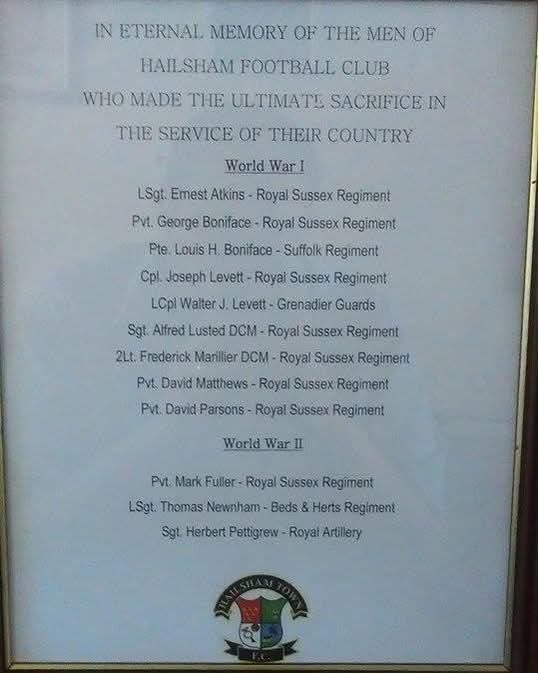 IN ETERNAL MEMORY OF THE MEN OF
HAILSHAM FOOTBALL CLUB
WHO MADE THE ULTIMATE SACRIFICE IN
THE SERVICE OF THEIR COUNTRY
World War I
LSgt. Ernest Atkins - Royal Sussex Regiment
Pvt. George Boniface - Royal Sussex Regiment
Pte. Louis H. Boniface - Suffolk Regiment
Cpl. Joseph Levett - Royal Sussex Regiment
LCpl Walter J. Levett - Grenadier Guards
Sgt. Alfred Lusted DCM - Royal Sussex Regiment
2Lt. Frederick Marillier DCM - Royal Sussex Regiment
Pvt. David Matthews - Royal Sussex Regiment
Pvt. David Parsons - Royal Sussex Regiment
World War II
Pvt. Mark Fuller - Royal Sussex Regiment
LSgt. Thomas Newnham - Beds & Herts Regiment
Sgt. Herbert Pettigrew - Royal Artillery
HAILSHAM TOWN
F.C.